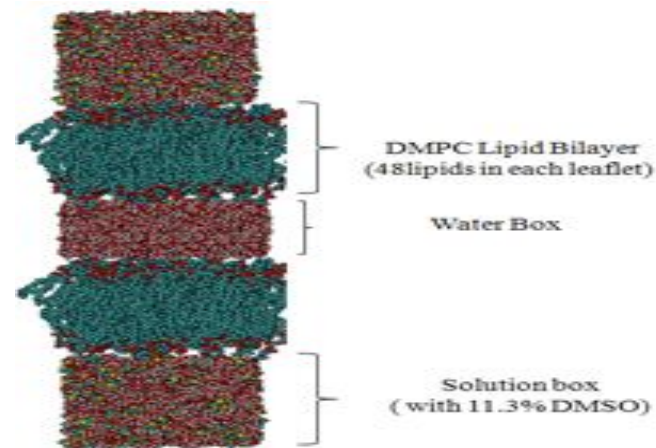 DMPC Lipid Bilayer
(48lipids in each leaflet)
Water Box
Solution box
( with 11.3% DMSO)